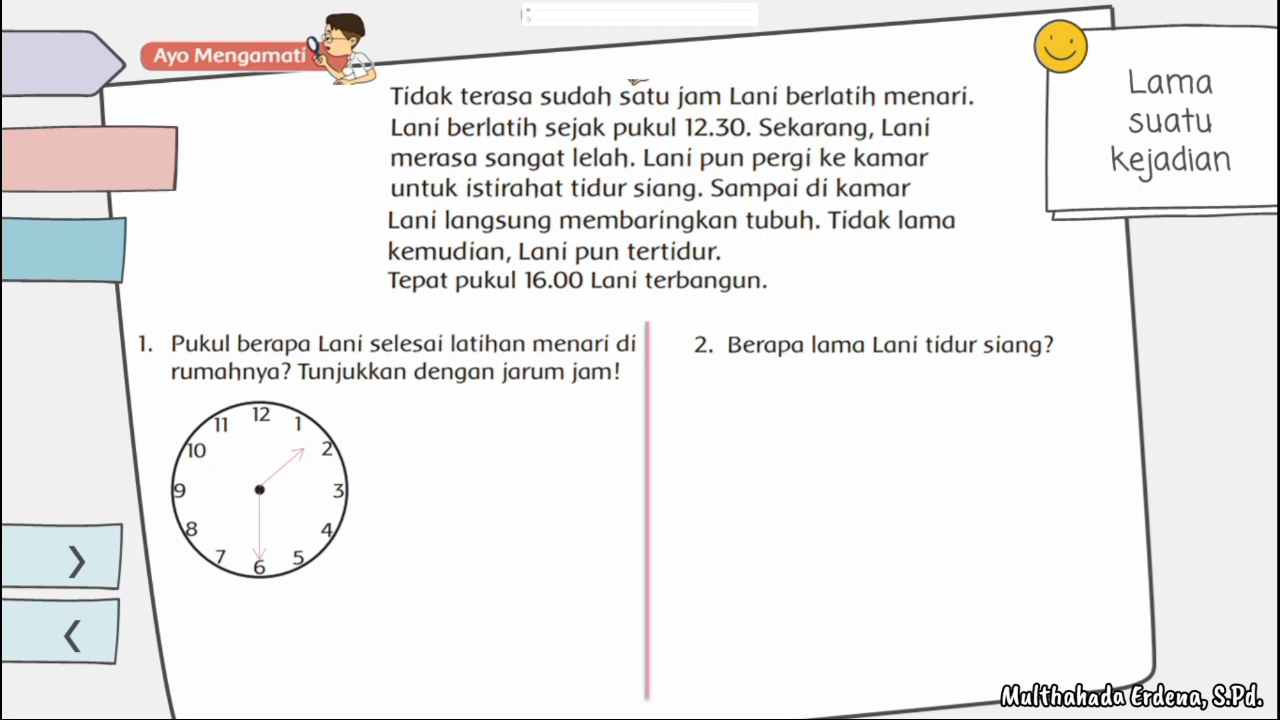 Ayo Mengamati
Lama
suatu
kejadian
Tidak terasa sudah satu jam Lani berlatih menari.
Lani berlatih sejak pukul 12.30. Sekarang, Lani
merasa sangat lelah. Lani pun pergi ke kamar
untuk istirahat tidur siang. Sampai di kamar
Lani langsung membaringkan tubuh. Tidak lama
kemudian, Lani pun tertidur.
Tepat pukul 16.00 Lani terbangun.
1. Pukul berapa Lani selesai latihan menari di
rumahnya? Tunjukkan dengan jarum jam!
12
11
1
10
2
9
3
8
4
7
5
6
2. Berapa lama Lani tidur siang?
Multhahada Erdena, S.Pd.